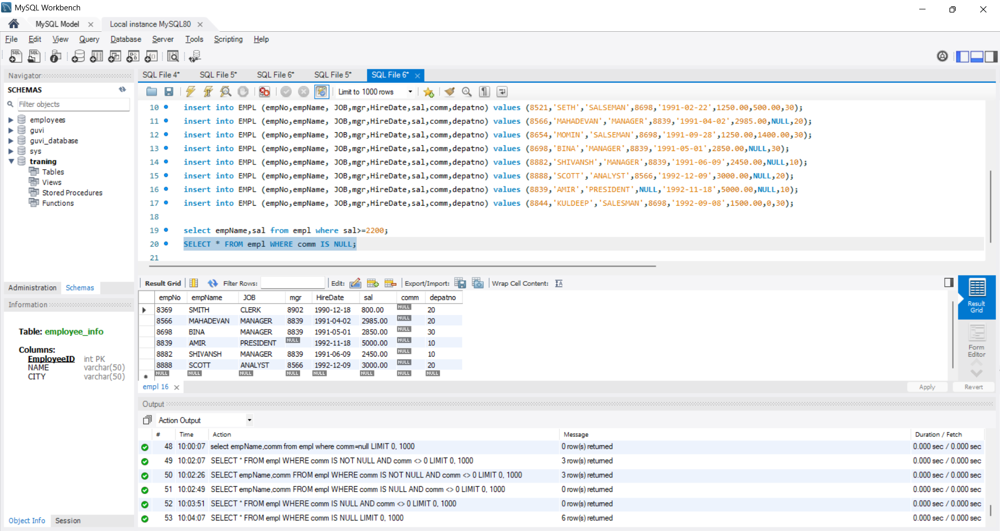 MySQL Workbench
MySQL Model
Local instance MySQL80
File Edit View Query Database Server Tools Scripting Help
Navigator
SCHEMAS
Filter objects
employees
guvi
guvi_database
sys
traning
Tables
Views
Stored Procedures
Functions
Administration Schemas
Information
Table: employee_info
Columns:
EmployeeID int PK
NAME varchar(50)
CITY varchar(50)
Object Info Session
SQL File 4* SQL File 5* SQL File 6* SQL File 5* SQL File 6*
Limit to 1000 rows
10 insert into EMPL (empNo,empName, JOB,mgr,HireDate,sal,comm,depatno) values (8521,'SETH','SALSEMAN',8698,'1991-02-22',1250.00,500.00,30);
11 insert into EMPL (empNo,empName, JOB,mgr,HireDate,sal,comm,depatno) values (8566,'MAHADEVAN','MANAGER',8839,'1991-04-02',2985.00,NULL,20);
12 insert into EMPL (empNo,empName, JOB,mgr,HireDate,sal,comm,depatno) values (8654,'MOMIN','SALSEMAN',8698,'1991-09-28',1250.00,1400.00,30);
13 insert into EMPL (empNo,empName, JOB,mgr,HireDate,sal,comm,depatno) values (8698,'BINA','MANAGER',8839,'1991-05-01',2850.00,NULL,30);
14 insert into EMPL (empNo,empName, JOB,mgr,HireDate,sal,comm,depatno) values (8882,'SHIVANSH','MANAGER',8839,'1991-06-09',2450.00,NULL,10);
15 insert into EMPL (empNo,empName, JOB,mgr,HireDate,sal,comm,depatno) values (8888,'SCOTT','ANALYST',8566,'1992-12-09',3000.00,NULL,20);
16 insert into EMPL (empNo,empName, JOB,mgr,HireDate,sal,comm,depatno) values (8839,'AMIR','PRESIDENT',NULL,'1992-11-18',5000.00,NULL,10);
17 insert into EMPL (empNo,empName, JOB,mgr,HireDate,sal,comm,depatno) values (8844,'KULDEEP','SALESMAN',8698,'1992-09-08',1500.00,0,30);
18
19 select empName,sal from empl where sal>=2200;
20 SELECT * FROM empl WHERE comm IS NULL;
21
Result Grid Filter Rows: Edit: Export/Import: Wrap Cell Content:
empNo empName JOB mgr HireDate sal comm depatno
8369 SMITH CLERK 8902 1990-12-18 800.00 NULL 20
8566 MAHADEVAN MANAGER 8839 1991-04-02 2985.00 NULL 20
8698 BINA MANAGER 8839 1991-05-01 2850.00 NULL 30
8839 AMIR PRESIDENT NULL 1992-11-18 5000.00 NULL 10
8882 SHIVANSH MANAGER 8839 1991-06-09 2450.00 NULL 10
8888 SCOTT ANALYST 8566 1992-12-09 3000.00 NULL 20
NULL NULL NULL NULL NULL NULL NULL NULL
Result
Grid
Form
Editor
empl 16
Apply Revert
Output
Action Output
# Time Action Message Duration / Fetch
48 10:00:07 select empName,comm from empl where comm=null LIMIT 0, 1000 0 row(s) returned 0.000 sec / 0.000 sec
49 10:02:07 SELECT * FROM empl WHERE comm IS NOT NULL AND comm <> 0 LIMIT 0, 1000 3 row(s) returned 0.000 sec / 0.000 sec
50 10:02:26 SELECT empName,comm FROM empl WHERE comm IS NOT NULL AND comm <> 0 LIMIT 0, 1000 3 row(s) returned 0.000 sec / 0.000 sec
51 10:02:49 SELECT empName,comm FROM empl WHERE comm IS NULL AND comm <> 0 LIMIT 0, 1000 0 row(s) returned 0.000 sec / 0.000 sec
52 10:03:51 SELECT * FROM empl WHERE comm IS NULL AND comm <> 0 LIMIT 0, 1000 0 row(s) returned 0.000 sec / 0.000 sec
53 10:04:07 SELECT * FROM empl WHERE comm IS NULL LIMIT 0, 1000 6 row(s) returned 0.000 sec / 0.000 sec